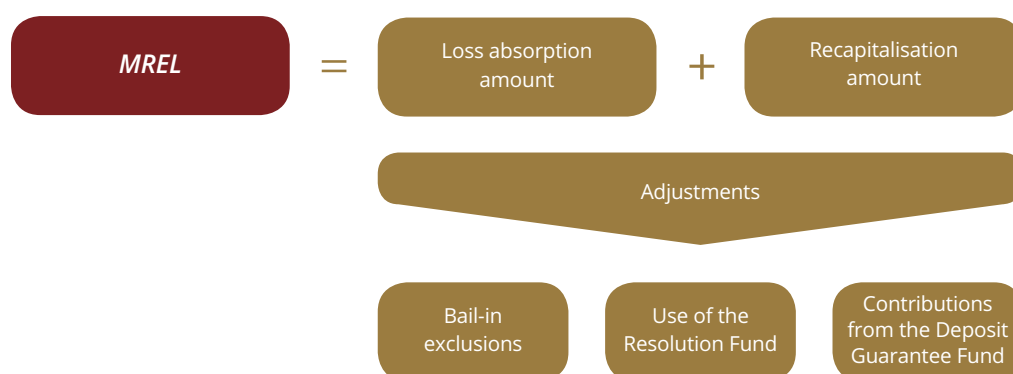 MREL
=
Loss absorption
amount
+
Recapitalisation
amount
Adjustments
Bail-in
exclusions
Use of the
Resolution Fund
Contributions
from the Deposit
Guarantee Fund